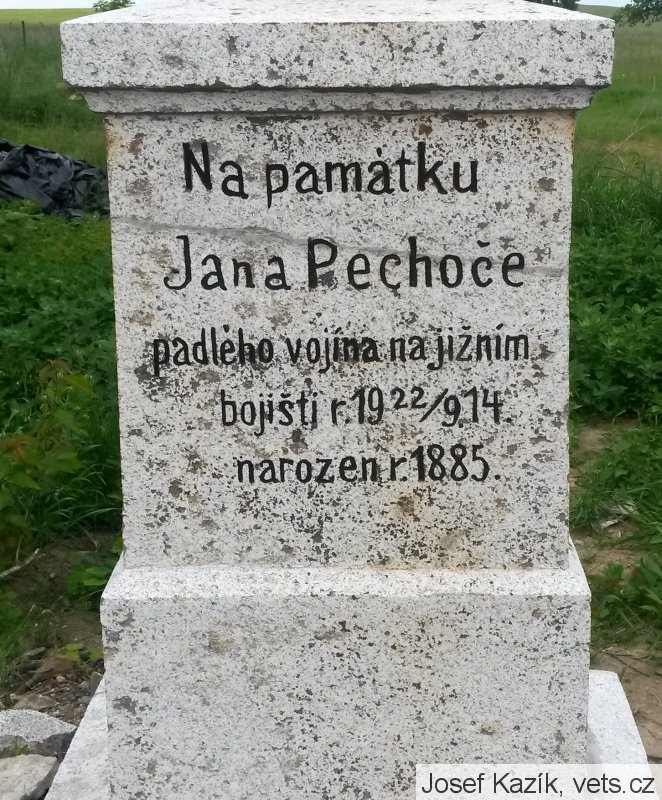 Na památku
Jana Pechoče
padlého vojína na jižním
bojišti r. 19 22/9. 14.
narozen r. 1885.
Josef Kazík, vets.cz